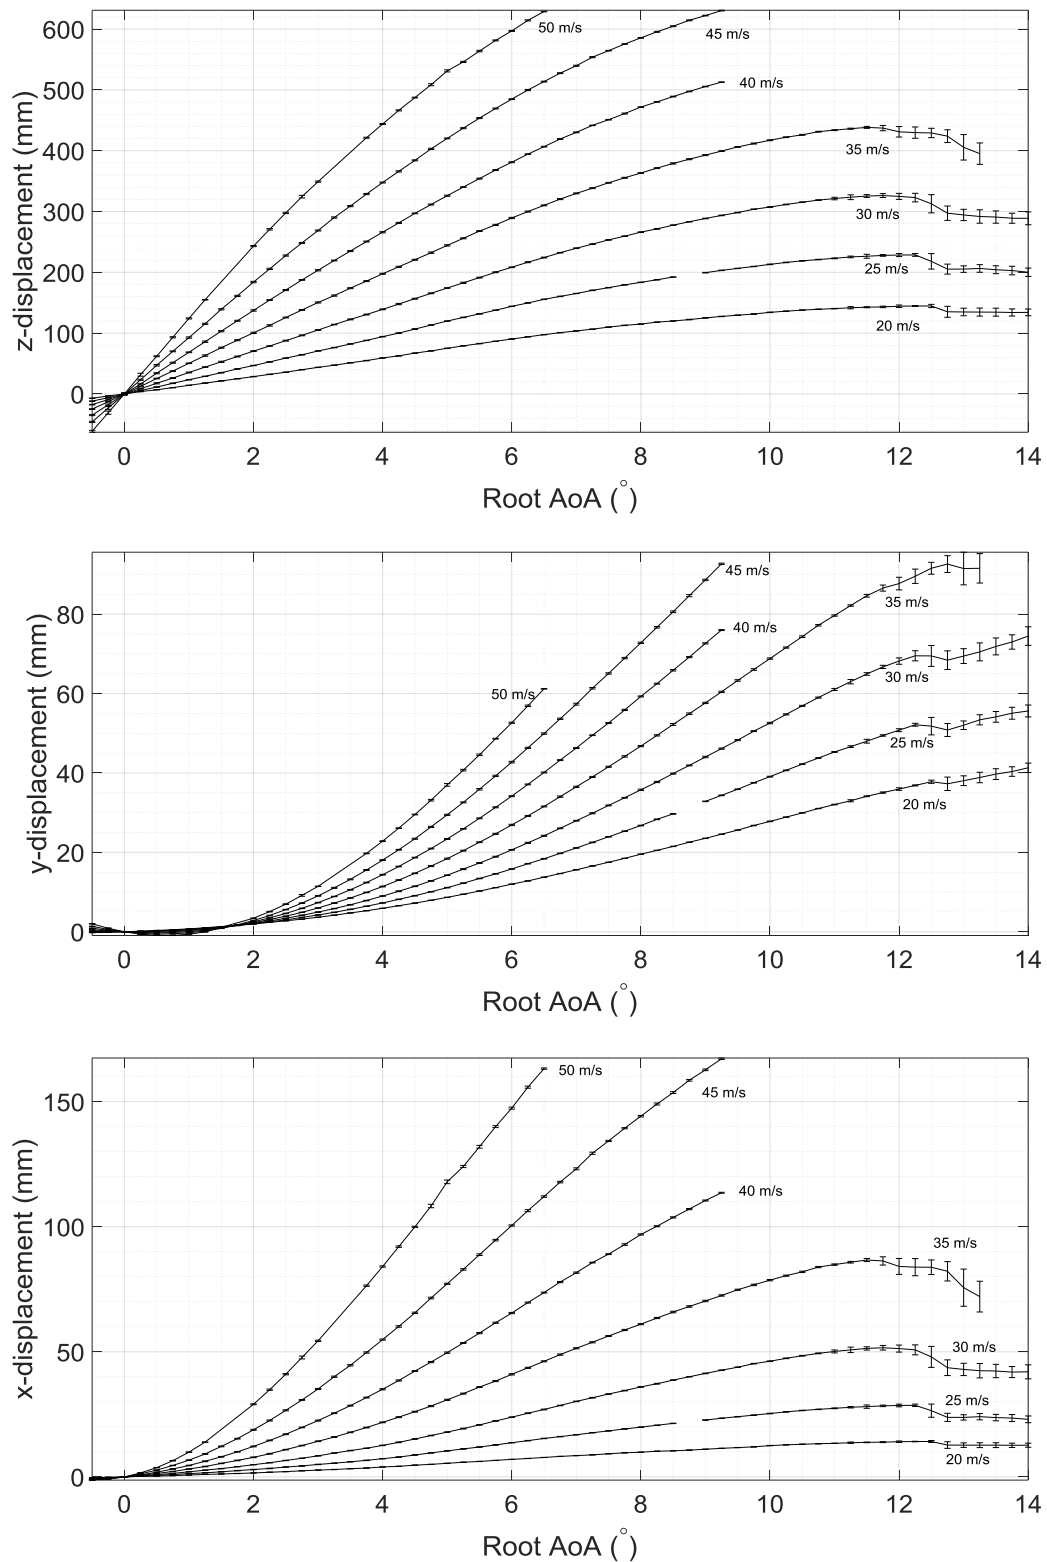 600
500
400
300
200
100
0
z-displacement (mm)
50 m/s
45 m/s
40 m/s
35 m/s
30 m/s
25 m/s
20 m/s
0 2 4 6 8 10 12 14
Root AoA (°)
80
60
40
20
0
y-displacement (mm)
45 m/s
35 m/s
40 m/s
30 m/s
50 m/s
25 m/s
20 m/s
0 2 4 6 8 10 12 14
Root AoA (°)
150
100
50
0
x-displacement (mm)
50 m/s
45 m/s
40 m/s
35 m/s
30 m/s
25 m/s
20 m/s
0 2 4 6 8 10 12 14
Root AoA (°)